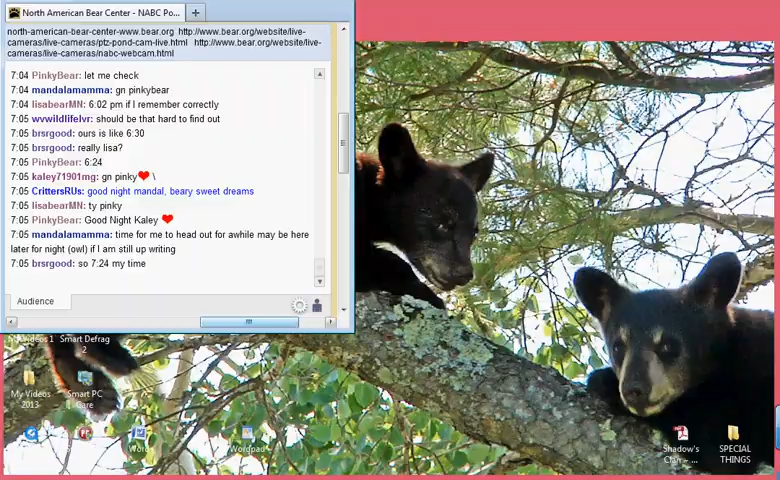 North American Bear Center - NABC Po...
north-american-bear-center-www.bear.org http://www.bear.org/website/live-
cameras/live-cameras/ptz-pond-cam-live.html http://www.bear.org/website/live-
cameras/live-cameras/nabc-webcam.html
7:04 PinkyBear: let me check
7:04 mandalamamma: gn pinkybear
7:04 lisabearMN: 6:02 pm if I remember correctly
7:05 wvwildlifelvr: should be that hard to find out
7:05 brsrgood: ours is like 6:30
7:05 brsrgood: really lisa?
7:05 PinkyBear: 6:24
7:05 kaley71901mg: gn pinky❤ \
7:05 CrittersRUs: good night mandal, beary sweet dreams
7:05 lisabearMN: ty pinky
7:05 PinkyBear: Good Night Kaley ❤
7:05 mandalamamma: time for me to head out for awhile may be here
later for night (owl) if I am still up writing
7:05 brsrgood: so 7:24 my time
Audience
Smart Defrag
2
My Videos
2013
Smart PC
Care
Word
Wordpad
Shadow's
Clan ~ ...
SPECIAL
THINGS